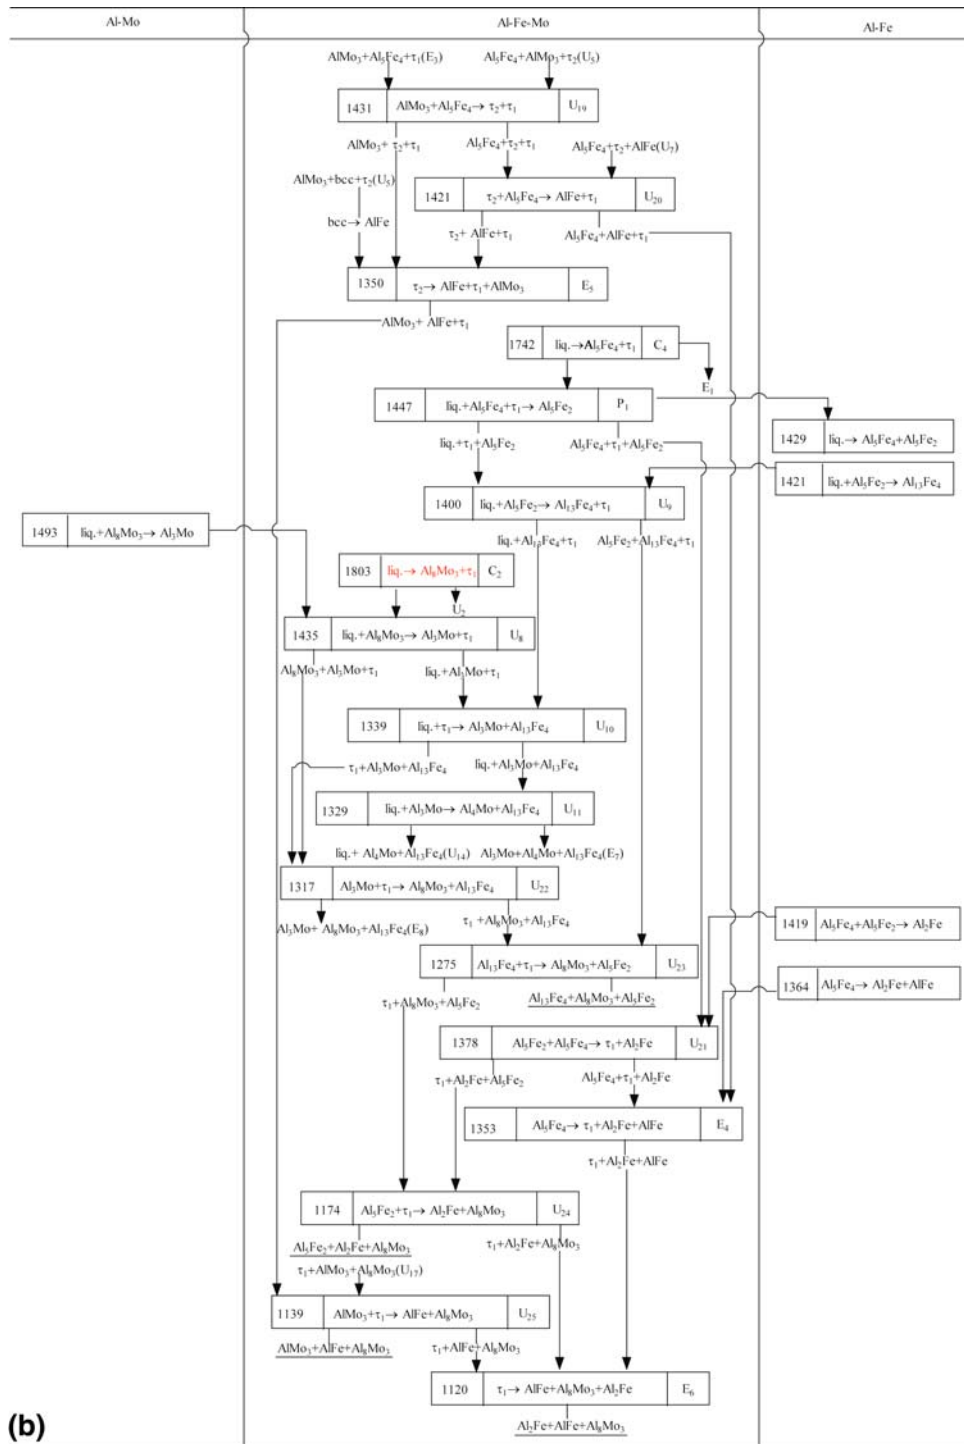 Al-Mo Al-Fe-Mo Al-Fe
AlMo₃+Al₅Fe₄+τ₁(E₃) Al₅Fe₄+AlMo₃+τ₂(U₅)
1431 AlMo₃+Al₅Fe₄→ τ₂+τ₁ U₁₉
AlMo₃+ τ₂+τ₁ Al₅Fe₄+τ₂+τ₁ Al₅Fe₄+τ₂+AlFe(U₇)
AlMo₃+bcc+τ₂(U₅)
1421 τ₂+Al₅Fe₄→ AlFe+τ₁ U₂₀
bcc→ AlFe
τ₂+ AlFe+τ₁ Al₅Fe₄+AlFe+τ₁
1350 τ₂→ AlFe+τ₁+AlMo₃ E₅
AlMo₃+ AlFe+τ₁
1742 liq.→Al₅Fe₄+τ₁ C₄
E₁
1447 liq.+Al₅Fe₄+τ₁→ Al₅Fe₂ P₁
1429 liq.→ Al₅Fe₄+Al₅Fe₂
liq.+τ₁+Al₅Fe₂ Al₅Fe₄+τ₁+Al₅Fe₂
1421 liq.+Al₅Fe₂→ Al₁₃Fe₄
1400 liq.+Al₅Fe₂→ Al₁₃Fe₄+τ₁ U₉
1493 liq.+Al₈Mo₃→ Al₃Mo
liq.+Al₁₃Fe₄+τ₁ Al₅Fe₂+Al₁₃Fe₄+τ₁
1803 liq.→ Al₈Mo₃+τ₁ C₂
U₂
1435 liq.+Al₈Mo₃→ Al₃Mo+τ₁ U₈
Al₈Mo₃+Al₃Mo+τ₁ liq.+Al₃Mo+τ₁
1339 liq.+τ₁→ Al₃Mo+Al₁₃Fe₄ U₁₀
τ₁+Al₃Mo+Al₁₃Fe₄ liq.+Al₃Mo+Al₁₃Fe₄
1329 liq.+Al₃Mo→ Al₄Mo+Al₁₃Fe₄ U₁₁
liq.+ Al₄Mo+Al₁₃Fe₄(U₁₄) Al₃Mo+Al₄Mo+Al₁₃Fe₄(E₇)
1317 Al₃Mo+τ₁→ Al₈Mo₃+Al₁₃Fe₄ U₂₂
Al₃Mo+ Al₈Mo₃+Al₁₃Fe₄(E₈) τ₁ +Al₈Mo₃+Al₁₃Fe₄
1419 Al₅Fe₄+Al₅Fe₂→ Al₂Fe
1275 Al₁₃Fe₄+τ₁→ Al₈Mo₃+Al₅Fe₂ U₂₃
1364 Al₅Fe₄→ Al₂Fe+AlFe
τ₁+Al₈Mo₃+Al₅Fe₂ Al₁₃Fe₄+Al₈Mo₃+Al₅Fe₂
1378 Al₅Fe₂+Al₅Fe₄→ τ₁+Al₂Fe U₂₁
τ₁+Al₂Fe+Al₅Fe₂ Al₅Fe₄+τ₁+Al₂Fe
1353 Al₅Fe₄→ τ₁+Al₂Fe+AlFe E₄
τ₁+Al₂Fe+AlFe
1174 Al₅Fe₂+τ₁→ Al₂Fe+Al₈Mo₃ U₂₄
Al₅Fe₂+Al₂Fe+Al₈Mo₃ τ₁+Al₂Fe+Al₈Mo₃
τ₁+AlMo₃+Al₈Mo₃(U₁₇)
1139 AlMo₃+τ₁→ AlFe+Al₈Mo₃ U₂₅
AlMo₃+AlFe+Al₈Mo₃ τ₁+AlFe+Al₈Mo₃
1120 τ₁→ AlFe+Al₈Mo₃+Al₂Fe E₆
Al₂Fe+AlFe+Al₈Mo₃
(b)